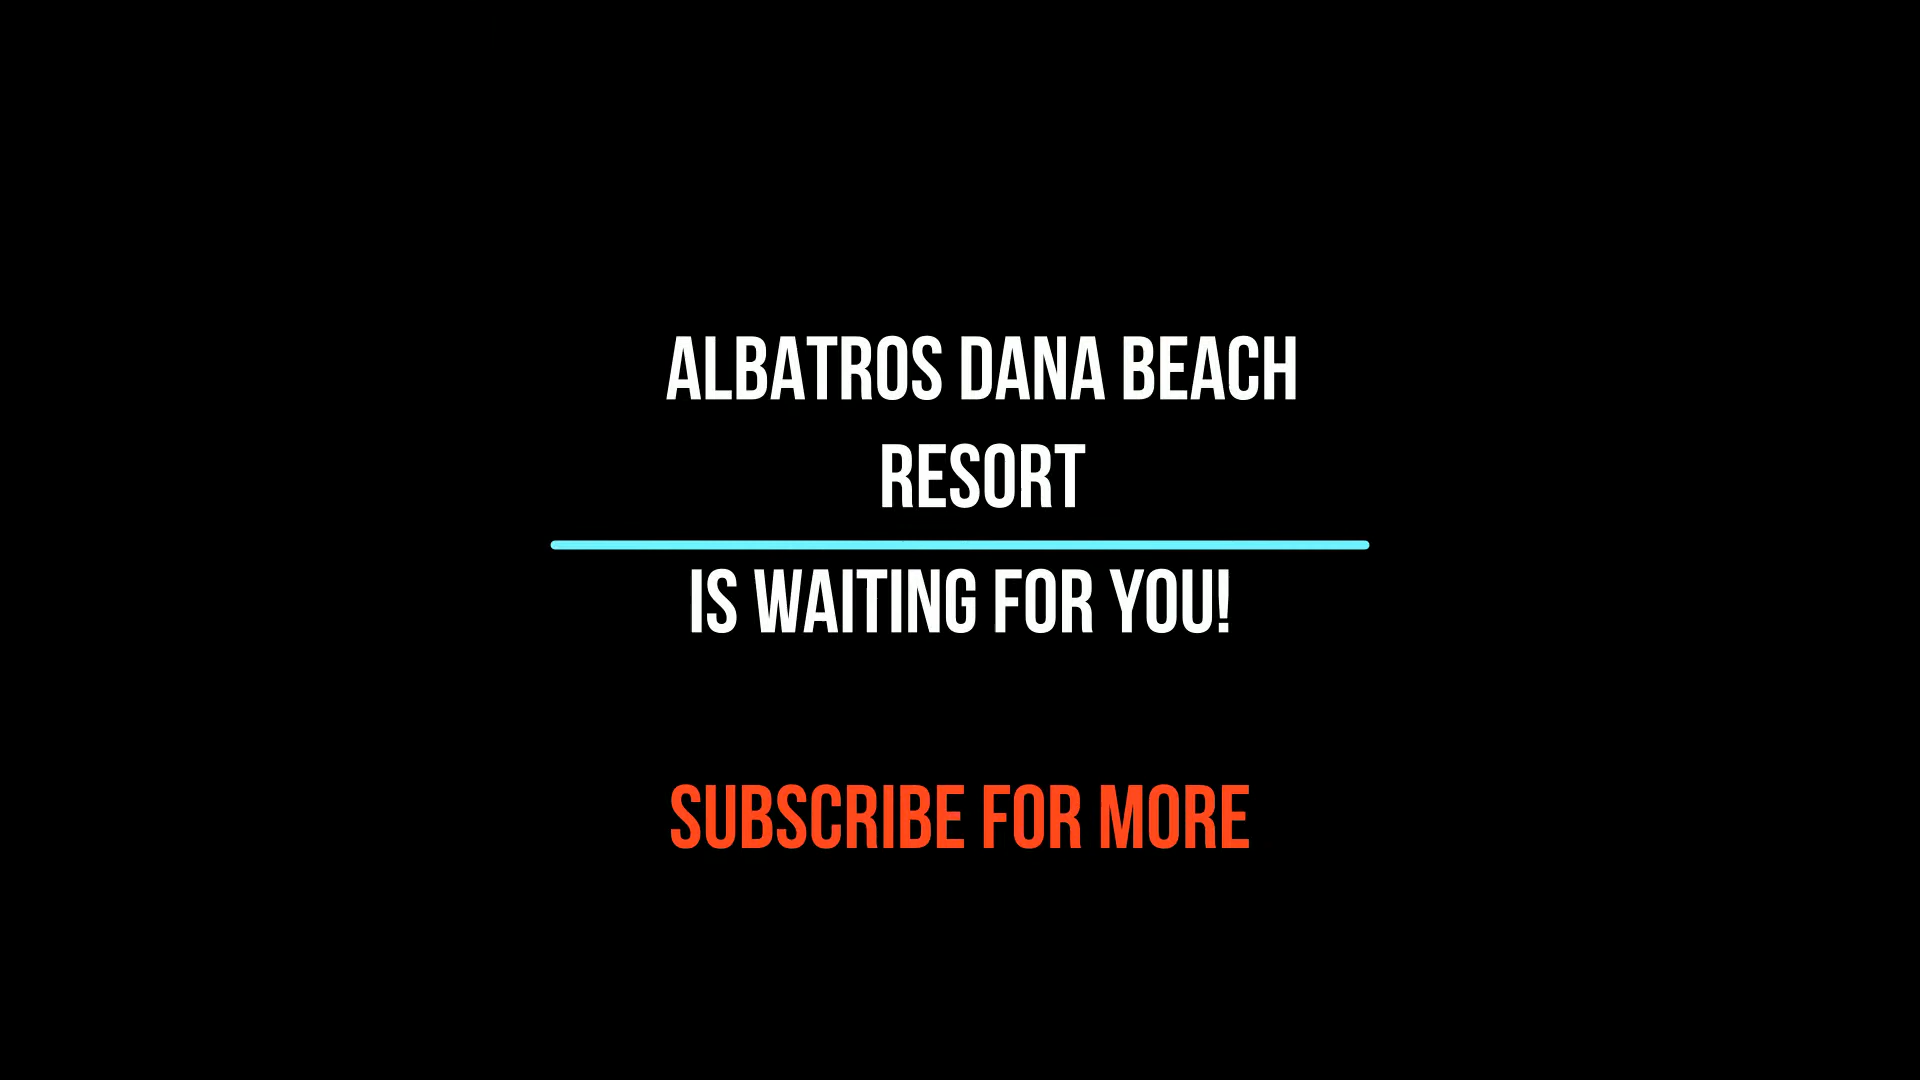 ALBATROS DANA BEACH
RESORT
IS WAITING FOR YOU!
SUBSCRIBE FOR MORE